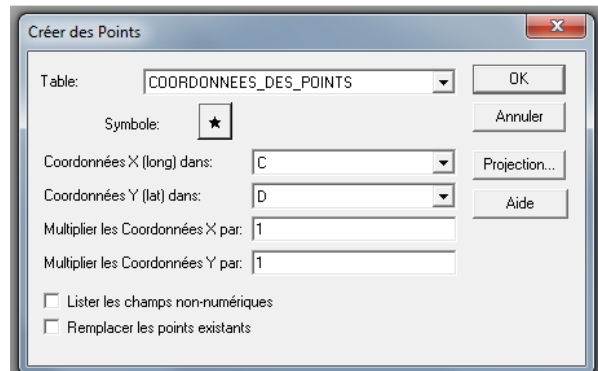 Créer des Points
Table: COORDONNEES_DES_POINTS OK
Symbole: Annuler
Coordonnées X (long) dans: C Projection...
Coordonnées Y (lat) dans: D Aide
Multiplier les Coordonnées X par: 1
Multiplier les Coordonnées Y par: 1
Lister les champs non-numériques
Remplacer les points existants